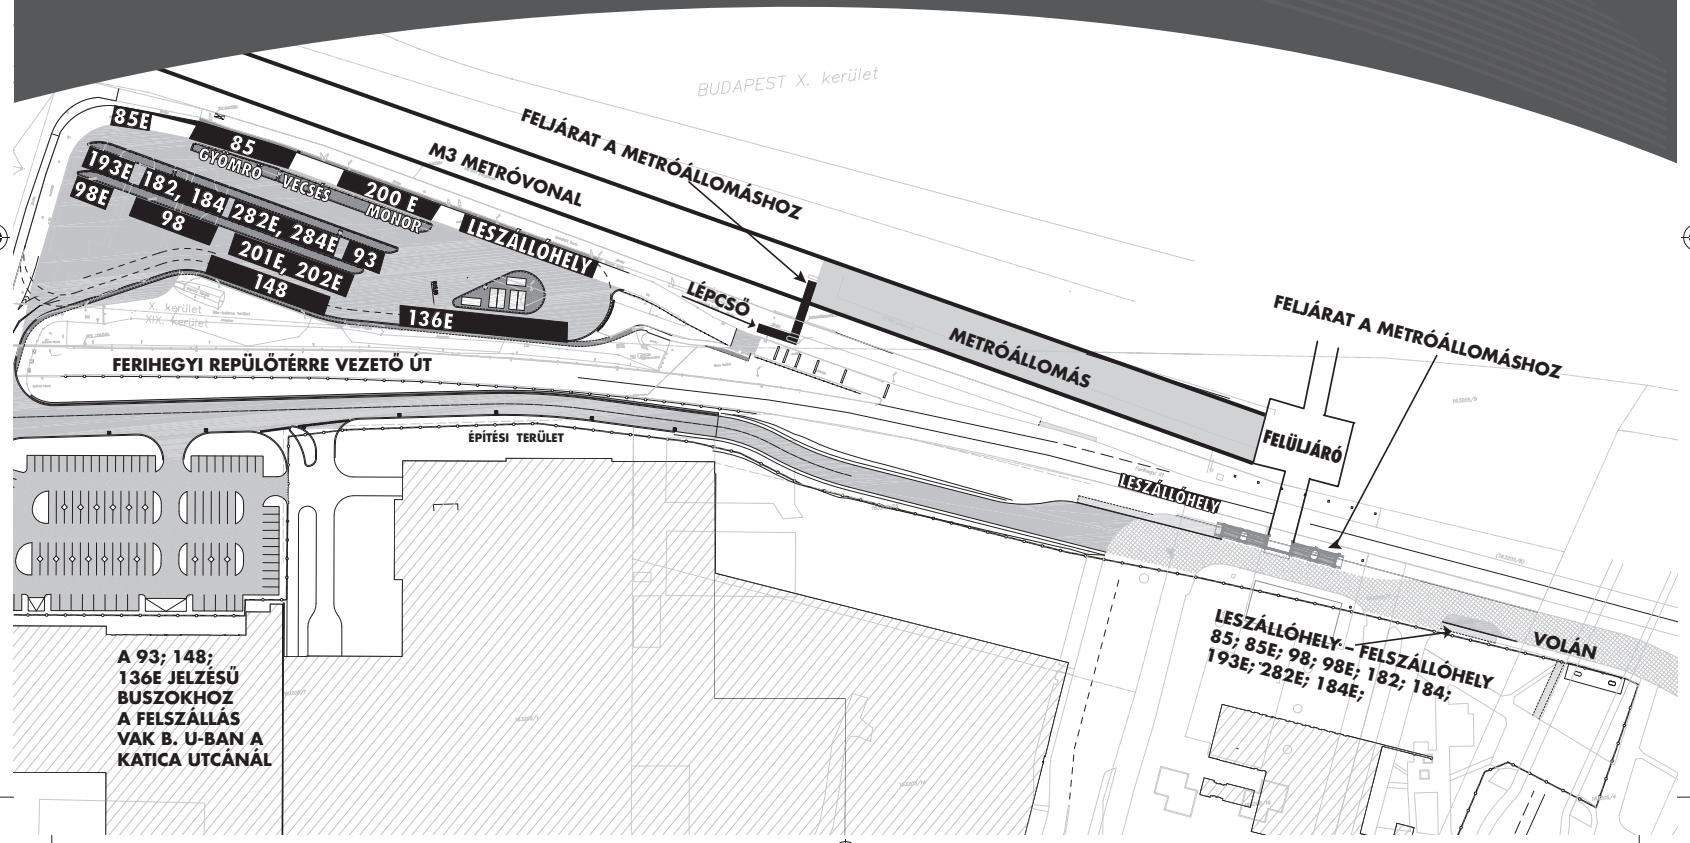 BUDAPEST X. kerület
FELJÁRAT A METRÓÁLLOMÁSHOZ
M3 METRÓVONAL
85E
85
GYÖMRŐ
VECSÉS
MONOR
200 E
LESZÁLLÓHELY
193E
182, 184
282E, 284E
93
98E
98
201E, 202E
148
136E
LÉPCSŐ
X. kerület
XIX. kerület
METRÓÁLLOMÁS
FELJÁRAT A METRÓÁLLOMÁSHOZ
FERIHEGYI REPÜLŐTÉRRE VEZETŐ ÚT
ÉPÍTÉSI TERÜLET
FELÜLJÁRÓ
LESZÁLLÓHELY
LESZÁLLÓHELY – FELSZÁLLÓHELY
85; 85E; 98; 98E; 182; 184;
193E; 282E; 184E;
VOLÁN
A 93; 148;
136E JELZÉSŰ
BUSZOKHOZ
A FELSZÁLLÁS
VAK B. U-BAN A
KATICA UTCÁNÁL